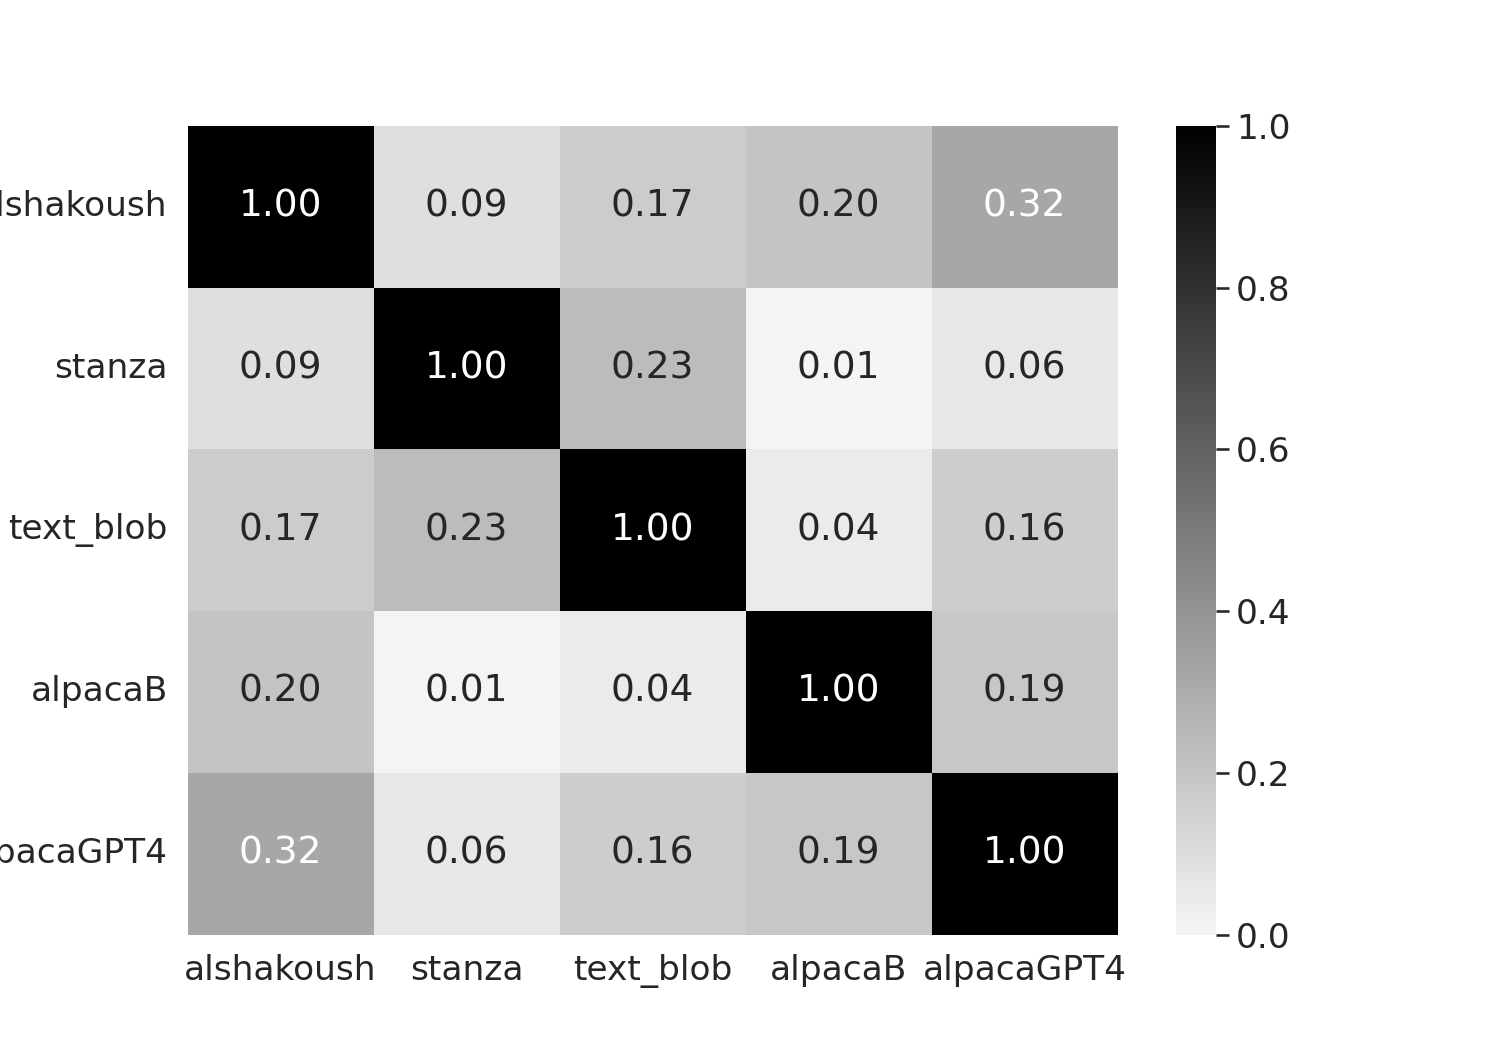 1.0
lshakoush 1.00 0.09 0.17 0.20 0.32
0.8
stanza 0.09 1.00 0.23 0.01 0.06
0.6
text_blob 0.17 0.23 1.00 0.04 0.16
0.4
alpacaB 0.20 0.01 0.04 1.00 0.19
0.2
pacaGPT4 0.32 0.06 0.16 0.19 1.00
0.0
alshakoush stanza text_blob alpacaB alpacaGPT4